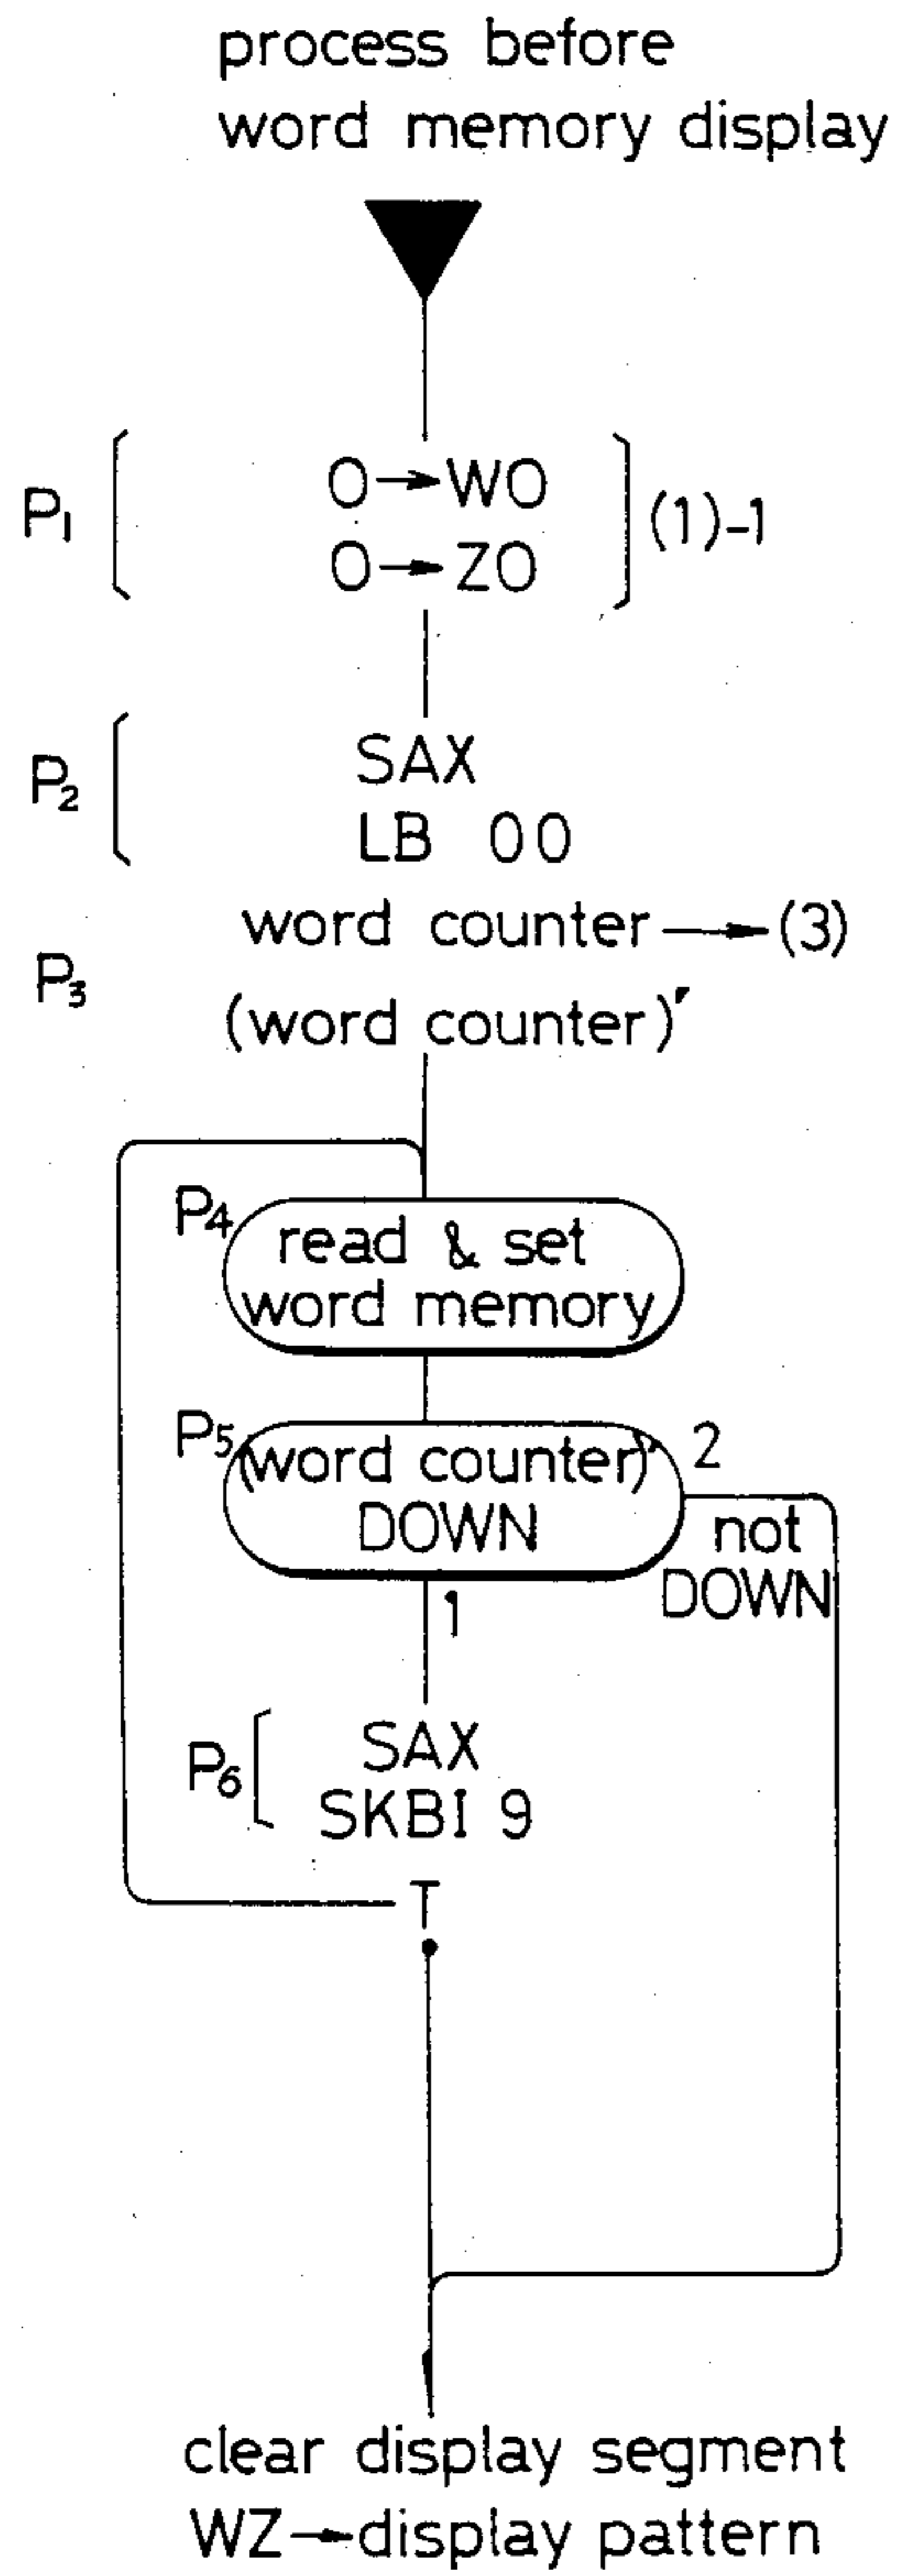 process before
word memory display
P1 O→WO (1)-1
O→ZO
P2 SAX
LB 00
word counter→(3)
P3
(word counter)'
P4 read & set
word memory
P5 (word counter)' 2
DOWN not
DOWN
1
SAX
P6 SKBI 9
clear display segment
WZ→display pattern